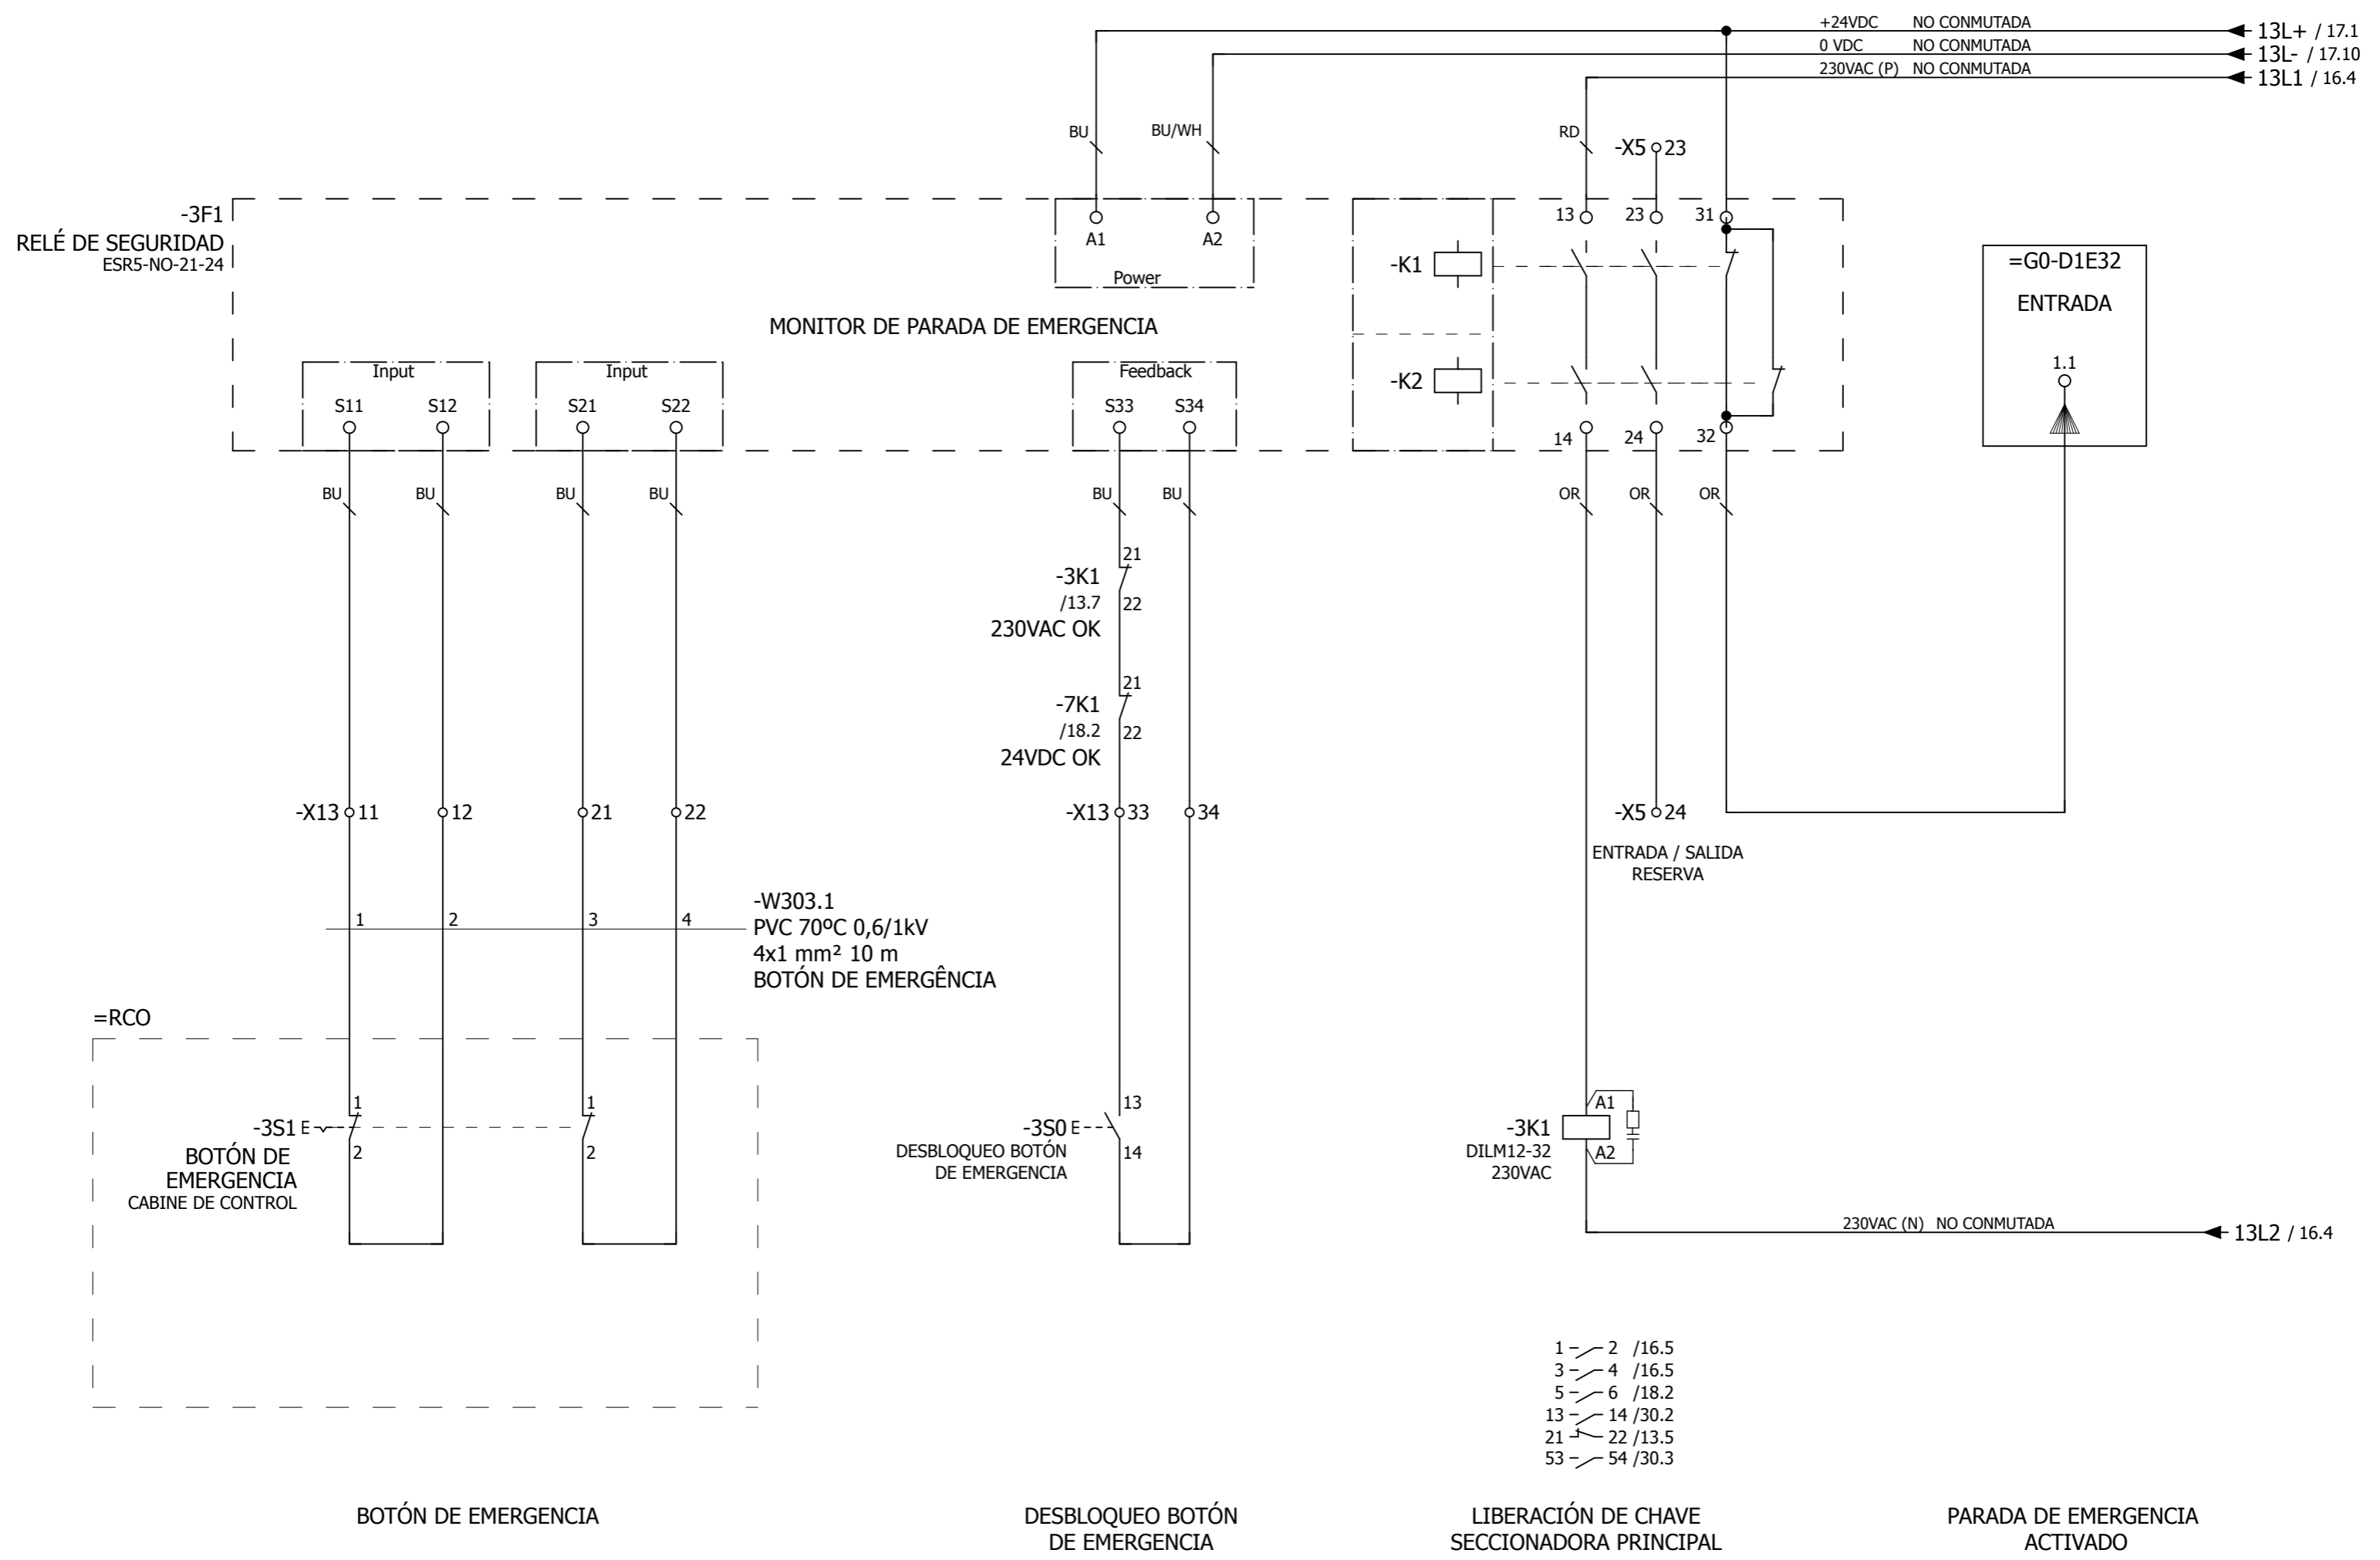 +24VDC NO CONMUTADA
13L+ / 17.1
0 VDC NO CONMUTADA
13L- / 17.10
230VAC (P) NO CONMUTADA
13L1 / 16.4
BU
BU/WH
RD
-X5 23
-3F1
RELÉ DE SEGURIDAD
ESR5-NO-21-24
A1
A2
Power
13
23
31
-K1
=G0-D1E32
ENTRADA
1.1
MONITOR DE PARADA DE EMERGENCIA
Input
Input
Feedback
-K2
S11
S12
S21
S22
S33
S34
14
24
32
BU
BU
BU
BU
BU
BU
OR
OR
OR
21
-3K1
/13.7
22
230VAC OK
21
-7K1
/18.2
22
24VDC OK
-X13 11
12
21
22
-X13 33
34
-X5 24
ENTRADA / SALIDA
RESERVA
1
2
3
4
-W303.1
PVC 70ºC 0,6/1kV
4x1 mm² 10 m
BOTÓN DE EMERGÊNCIA
=RCO
1
-3S1 E
2
BOTÓN DE
EMERGENCIA
CABINE DE CONTROL
1
2
13
-3S0 E
DESBLOQUEO BOTÓN
14
DE EMERGENCIA
A1
-3K1
DILM12-32
A2
230VAC
230VAC (N) NO CONMUTADA
13L2 / 16.4
1 2 /16.5
3 4 /16.5
5 6 /18.2
13 14 /30.2
21 22 /13.5
53 54 /30.3
BOTÓN DE EMERGENCIA
DESBLOQUEO BOTÓN
DE EMERGENCIA
LIBERACIÓN DE CHAVE
SECCIONADORA PRINCIPAL
PARADA DE EMERGENCIA
ACTIVADO